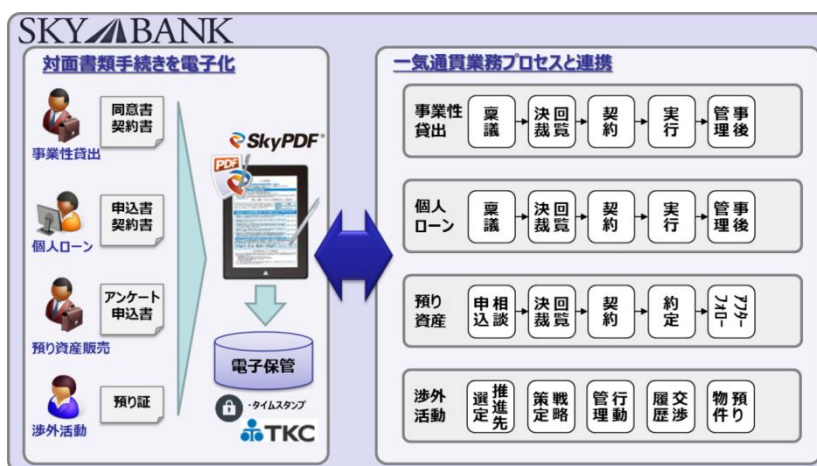 SKY BANK
対面書類手続きを電子化
同意書
契約書
事業性貸出
申込書
契約書
個人ローン
アンケート
申込書
預り資産販売
預り証
渉外活動
SkyPDF®
PDF
電子保管
・タイムスタンプ
TKC
一気通貫業務プロセスと連携
事業性
貸出
稟議
回覧
決裁
契約
実行
事後
管理
個人
ローン
稟議
回覧
決裁
契約
実行
事後
管理
預り
資産
相談
申込
回覧
決裁
契約
約定
アフター
フォロー
渉外
活動
推進先
選定
戦略
策定
行動
管理
交渉
履歴
預り
物件